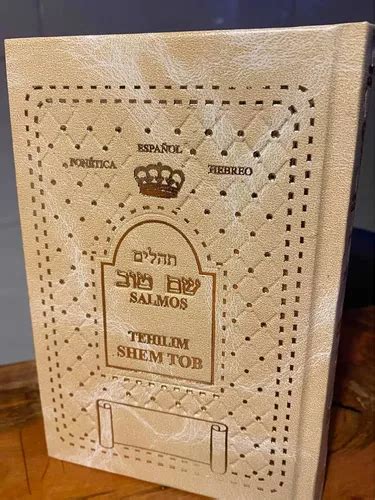 ESPAÑOL
FONÉTICA
HEBREO
תהלים
שם טוב
SALMOS
TEHILIM
SHEM TOB